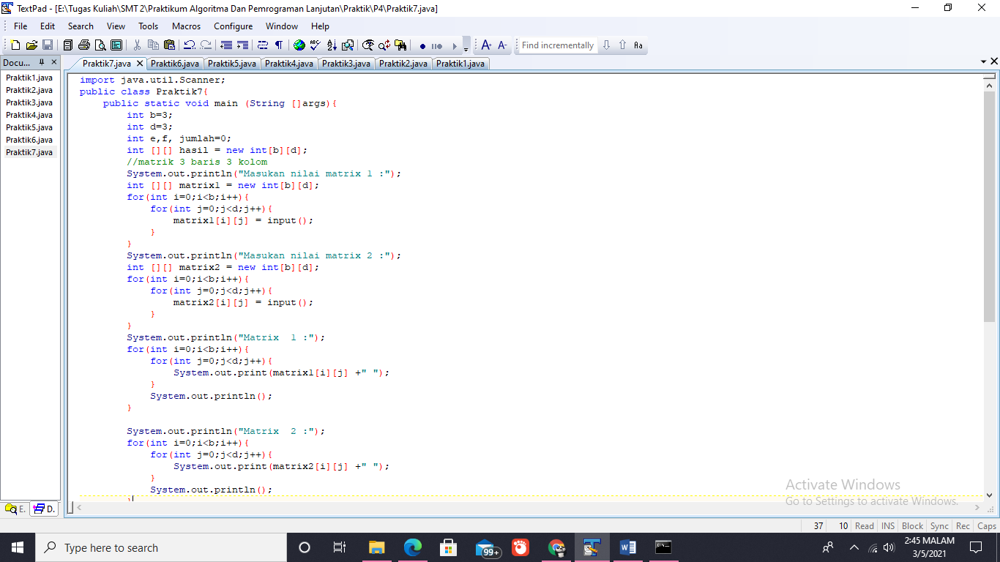 TextPad - [E:\Tugas Kuliah\SMT 2\Praktikum Algoritma Dan Pemrograman Lanjutan\Praktik\P4\Praktik7.java]
File Edit Search View Tools Macros Configure Window Help
Find incrementally
Docu...
Praktik7.java Praktik6.java Praktik5.java Praktik4.java Praktik3.java Praktik2.java Praktik1.java
Praktik1.java
Praktik2.java
Praktik3.java
Praktik4.java
Praktik5.java
Praktik6.java
Praktik7.java
E. D.
import java.util.Scanner;
public class Praktik7{
    public static void main (String []args){
        int b=3;
        int d=3;
        int e,f, jumlah=0;
        int [][] hasil = new int[b][d];
        //matrik 3 baris 3 kolom
        System.out.println("Masukan nilai matrix 1 :");
        int [][] matrix1 = new int[b][d];
        for(int i=0;i<b;i++){
            for(int j=0;j<d;j++){
                matrix1[i][j] = input();
            }
        }
        System.out.println("Masukan nilai matrix 2 :");
        int [][] matrix2 = new int[b][d];
        for(int i=0;i<b;i++){
            for(int j=0;j<d;j++){
                matrix2[i][j] = input();
            }
        }
        System.out.println("Matrix  1 :");
        for(int i=0;i<b;i++){
            for(int j=0;j<d;j++){
                System.out.print(matrix1[i][j] +" ");
            }
            System.out.println();
        }
        System.out.println("Matrix  2 :");
        for(int i=0;i<b;i++){
            for(int j=0;j<d;j++){
                System.out.print(matrix2[i][j] +" ");
            }
            System.out.println();
        }
Activate Windows
Go to Settings to activate Windows.
37 10 Read INS Block Sync Rec Caps
Type here to search
99+
2:45 MALAM
3/5/2021